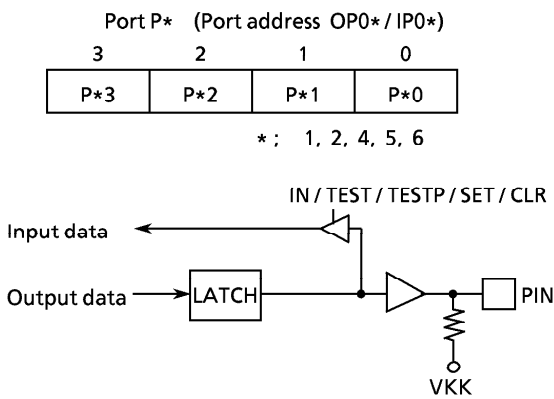 Port P* (Port address OP0* / IP0*)
3 2 1 0
P*3 P*2 P*1 P*0
* ; 1, 2, 4, 5, 6
IN / TEST / TESTP / SET / CLR
Input data
Output data LATCH PIN
VKK